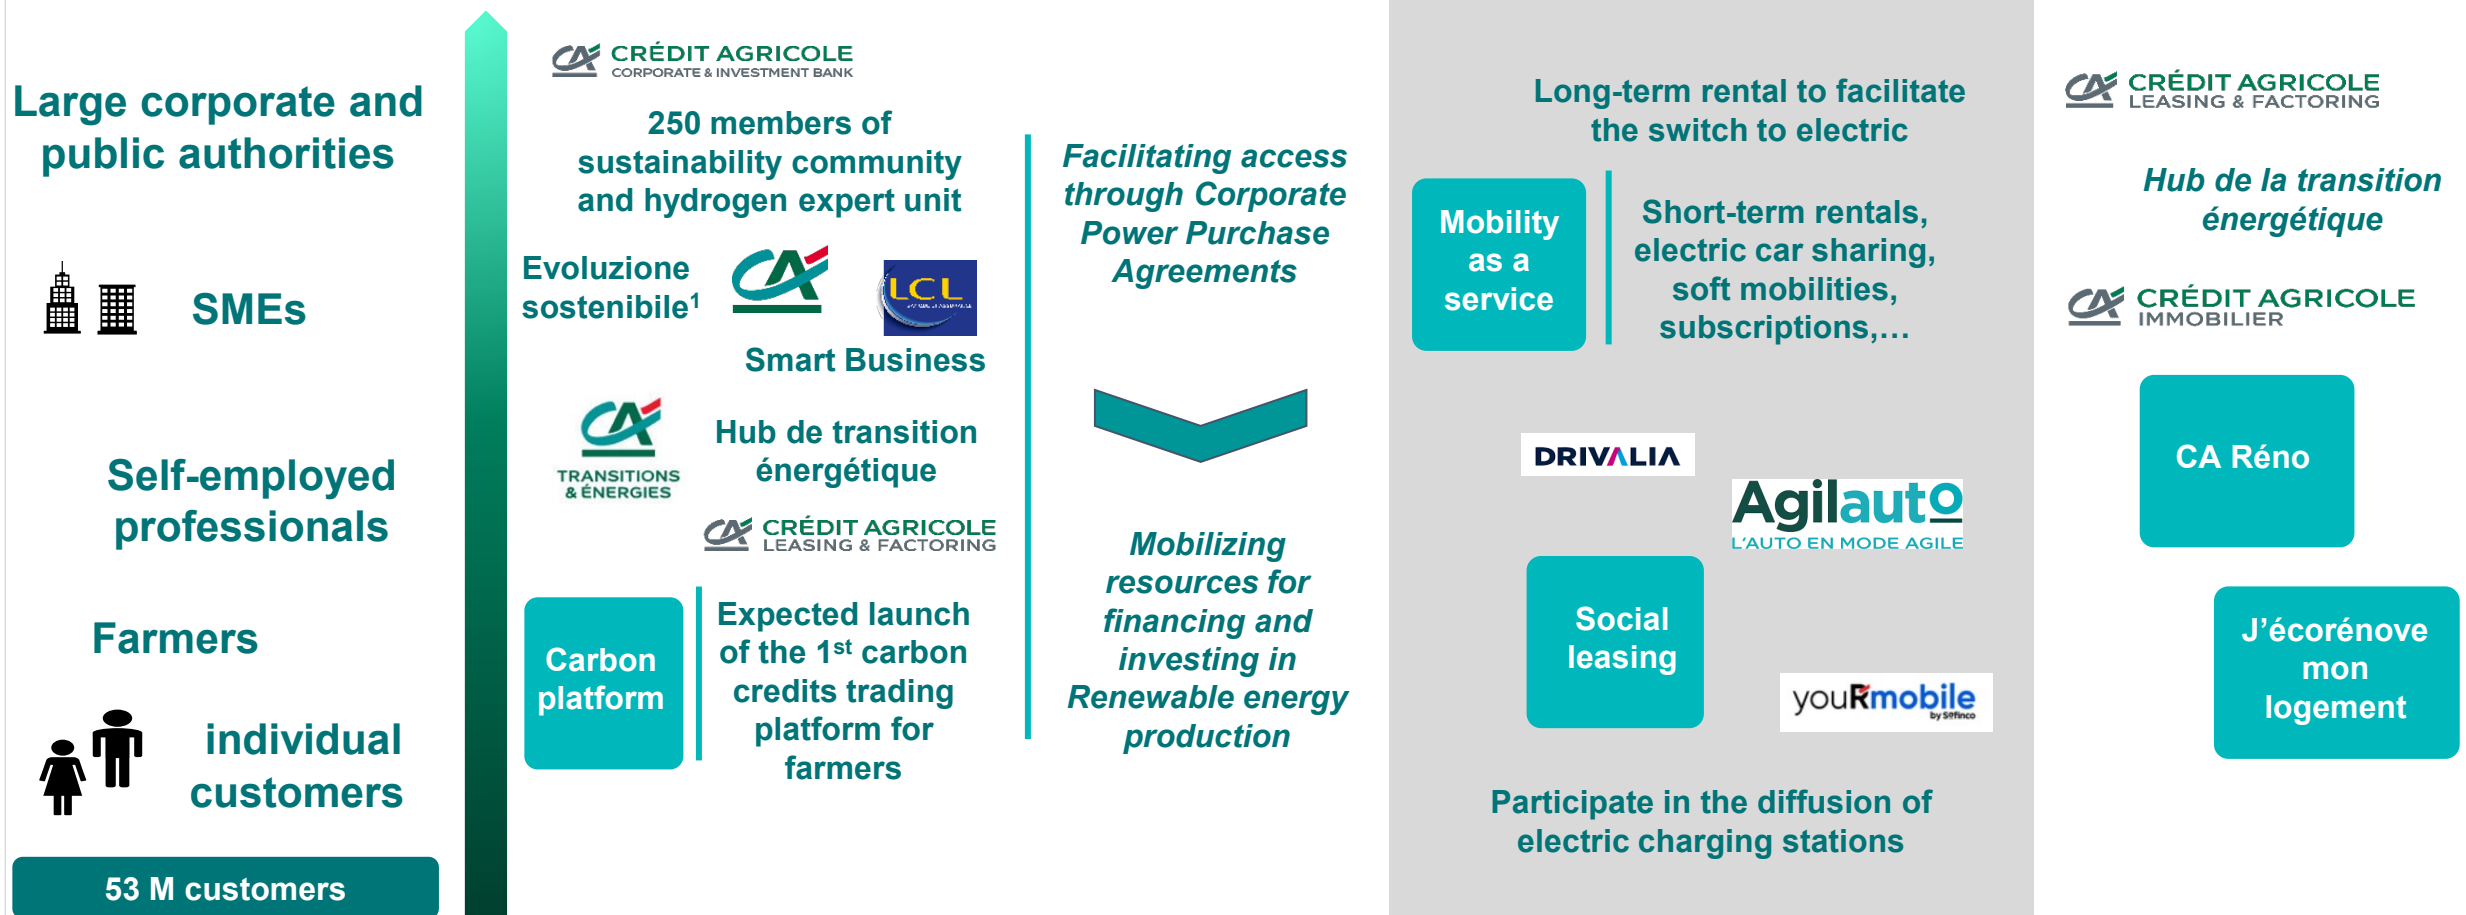 Large corporate and
public authorities
SMEs
Self-employed
professionals
Farmers
individual
customers
53 M customers
CRÉDIT AGRICOLE
CORPORATE & INVESTMENT BANK
250 members of
sustainability community
and hydrogen expert unit
Evoluzione
sostenibile¹
LCL
Smart Business
TRANSITIONS
& ÉNERGIES
Hub de transition
énergétique
CRÉDIT AGRICOLE
LEASING & FACTORING
Carbon
platform
Expected launch
of the 1st carbon
credits trading
platform for
farmers
Facilitating access
through Corporate
Power Purchase
Agreements
Mobilizing
resources for
financing and
investing in
Renewable energy
production
Long-term rental to facilitate
the switch to electric
Mobility
as a
service
Short-term rentals,
electric car sharing,
soft mobilities,
subscriptions,…
DRIVALIA
Agilauto
L'AUTO EN MODE AGILE
Social
leasing
youRmobile
by Sofinco
Participate in the diffusion of
electric charging stations
CRÉDIT AGRICOLE
LEASING & FACTORING
Hub de la transition
énergétique
CRÉDIT AGRICOLE
IMMOBILIER
CA Réno
J’écorénove
mon
logement